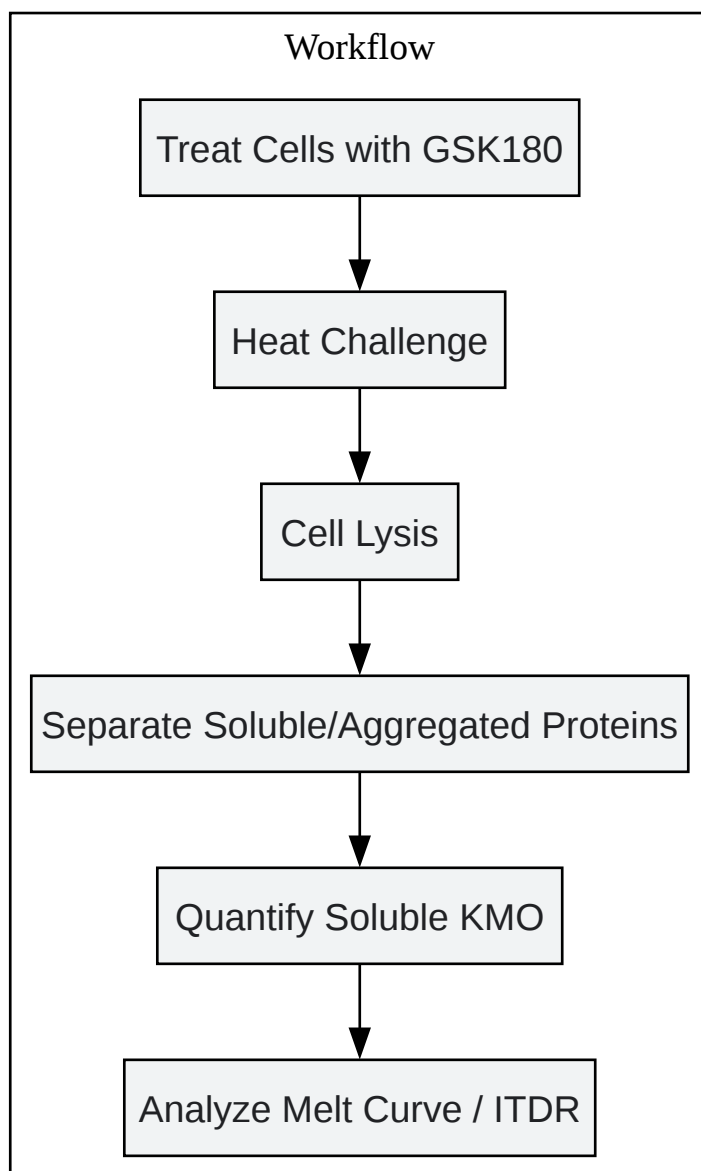 Workflow
Treat Cells with GSK180
Heat Challenge
Cell Lysis
Separate Soluble/Aggregated Proteins
Quantify Soluble KMO
Analyze Melt Curve / ITDR